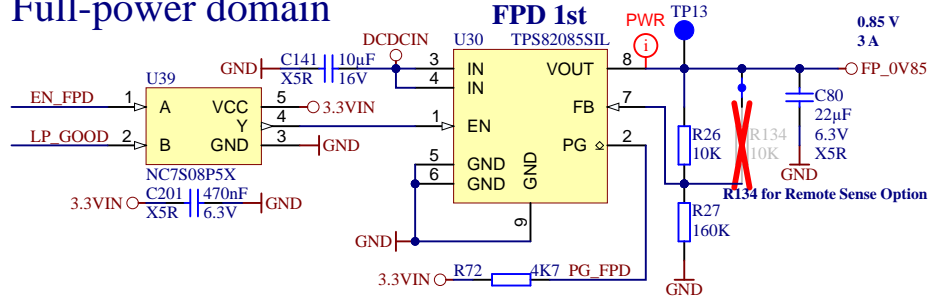 Full-power domain
FPD 1st
PWR
i
TP13
0.85 V
3 A
DCDCIN
U30
TPS82085SIL
C141
10µF
GND
X5R
16V
3
IN
4
IN
VOUT
8
FP_0V85
U39
EN_FPD
1
A
VCC
5
3.3VIN
Y
4
1
EN
FB
7
C80
22µF
6.3V
X5R
GND
LP_GOOD
2
B
GND
3
GND
PG
2
R26
10K
R134
10K
NC7S08P5X
5
GND
6
GND
GND
9
R134 for Remote Sense Option
C201
470nF
3.3VIN
X5R
6.3V
GND
R27
160K
GND
3.3VIN
R72
4K7
PG_FPD
GND